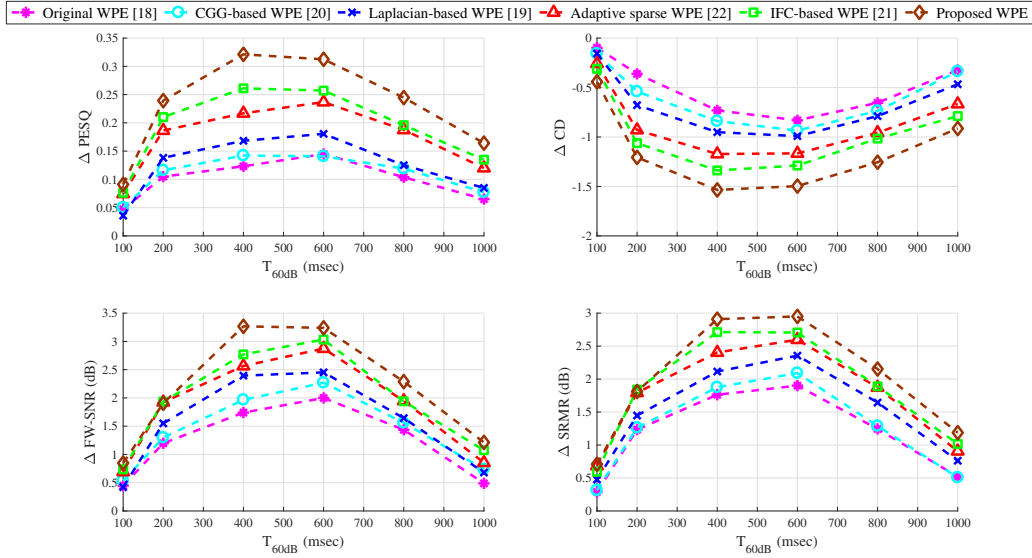 Original WPE [18] CGG-based WPE [20] Laplacian-based WPE [19] Adaptive sparse WPE [22] IFC-based WPE [21] Proposed WPE
0.35
0.3
0.25
0.2
0.15
0.1
0.05
0
Δ PESQ
100 200 300 400 500 600 700 800 900 1000
T60dB (msec)
0
-0.5
-1
-1.5
-2
Δ CD
100 200 300 400 500 600 700 800 900 1000
T60dB (msec)
3.5
3
2.5
2
1.5
1
0.5
0
Δ FW-SNR (dB)
100 200 300 400 500 600 700 800 900 1000
T60dB (msec)
3
2.5
2
1.5
1
0.5
0
Δ SRMR (dB)
100 200 300 400 500 600 700 800 900 1000
T60dB (msec)